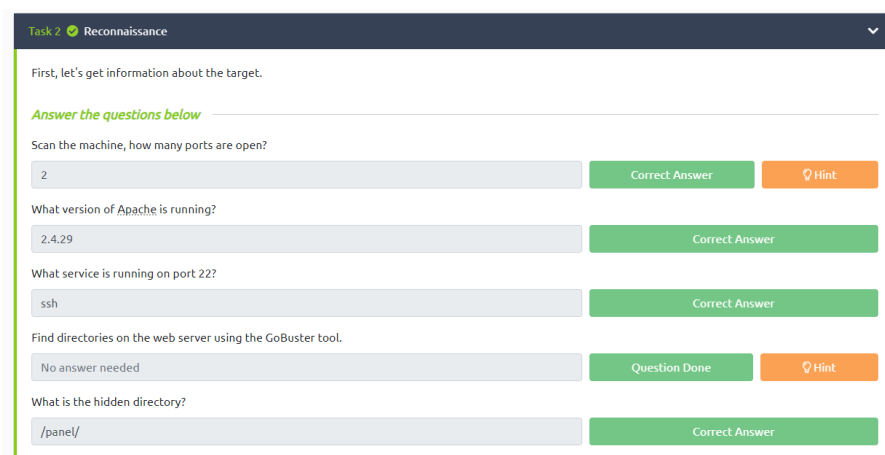 Task 2 Reconnaissance
First, let's get information about the target.
Answer the questions below
Scan the machine, how many ports are open?
2 Correct Answer Hint
What version of Apache is running?
2.4.29 Correct Answer
What service is running on port 22?
ssh Correct Answer
Find directories on the web server using the GoBuster tool.
No answer needed Question Done Hint
What is the hidden directory?
/panel/ Correct Answer